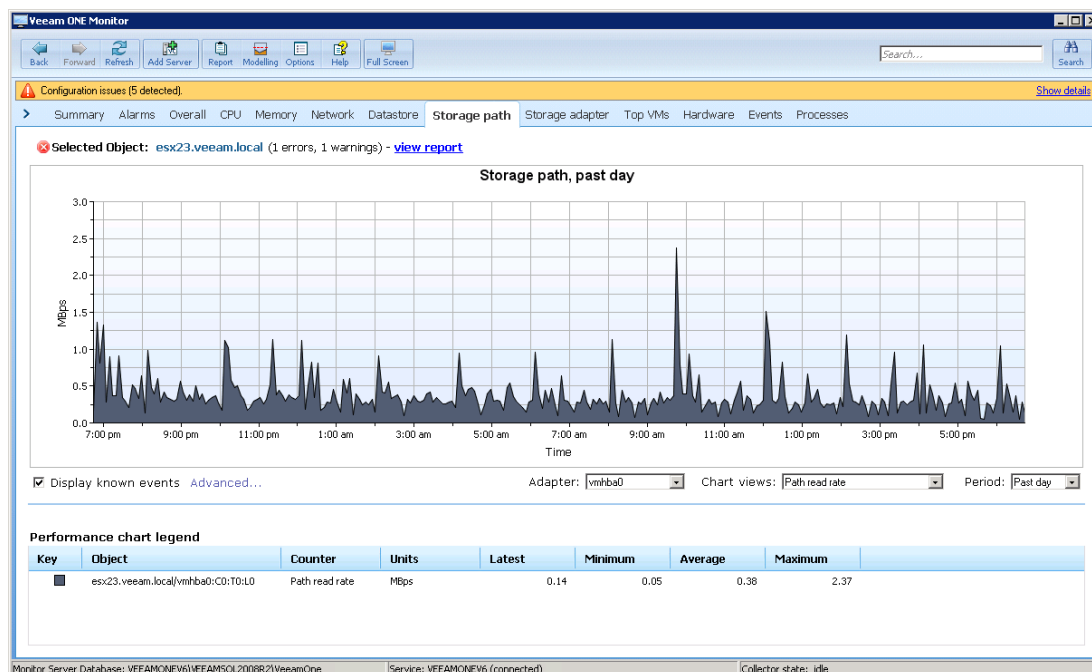 Veeam ONE Monitor
Back Forward Refresh Add Server Report Modelling Options Help Full Screen Search... Search
Configuration issues (5 detected). Show details
Summary Alarms Overall CPU Memory Network Datastore Storage path Storage adapter Top VMs Hardware Events Processes
Selected Object: esx23.veeam.local (1 errors, 1 warnings) - view report
Storage path, past day
3.0
2.5
2.0
1.5
1.0
0.5
0.0
MBps
7:00 pm 9:00 pm 11:00 pm 1:00 am 3:00 am 5:00 am 7:00 am 9:00 am 11:00 am 1:00 pm 3:00 pm 5:00 pm
Time
Display known events Advanced... Adapter: vmhba0 Chart views: Path read rate Period: Past day
Performance chart legend
Key Object Counter Units Latest Minimum Average Maximum
esx23.veeam.local/vmhba0:C0:T0:L0 Path read rate MBps 0.14 0.05 0.38 2.37
Monitor Server Database: VEEAMONEV6\VEEAMSQL2008R2\VeeamOne Service: VEEAMONEV6 (connected) Collector state: idle